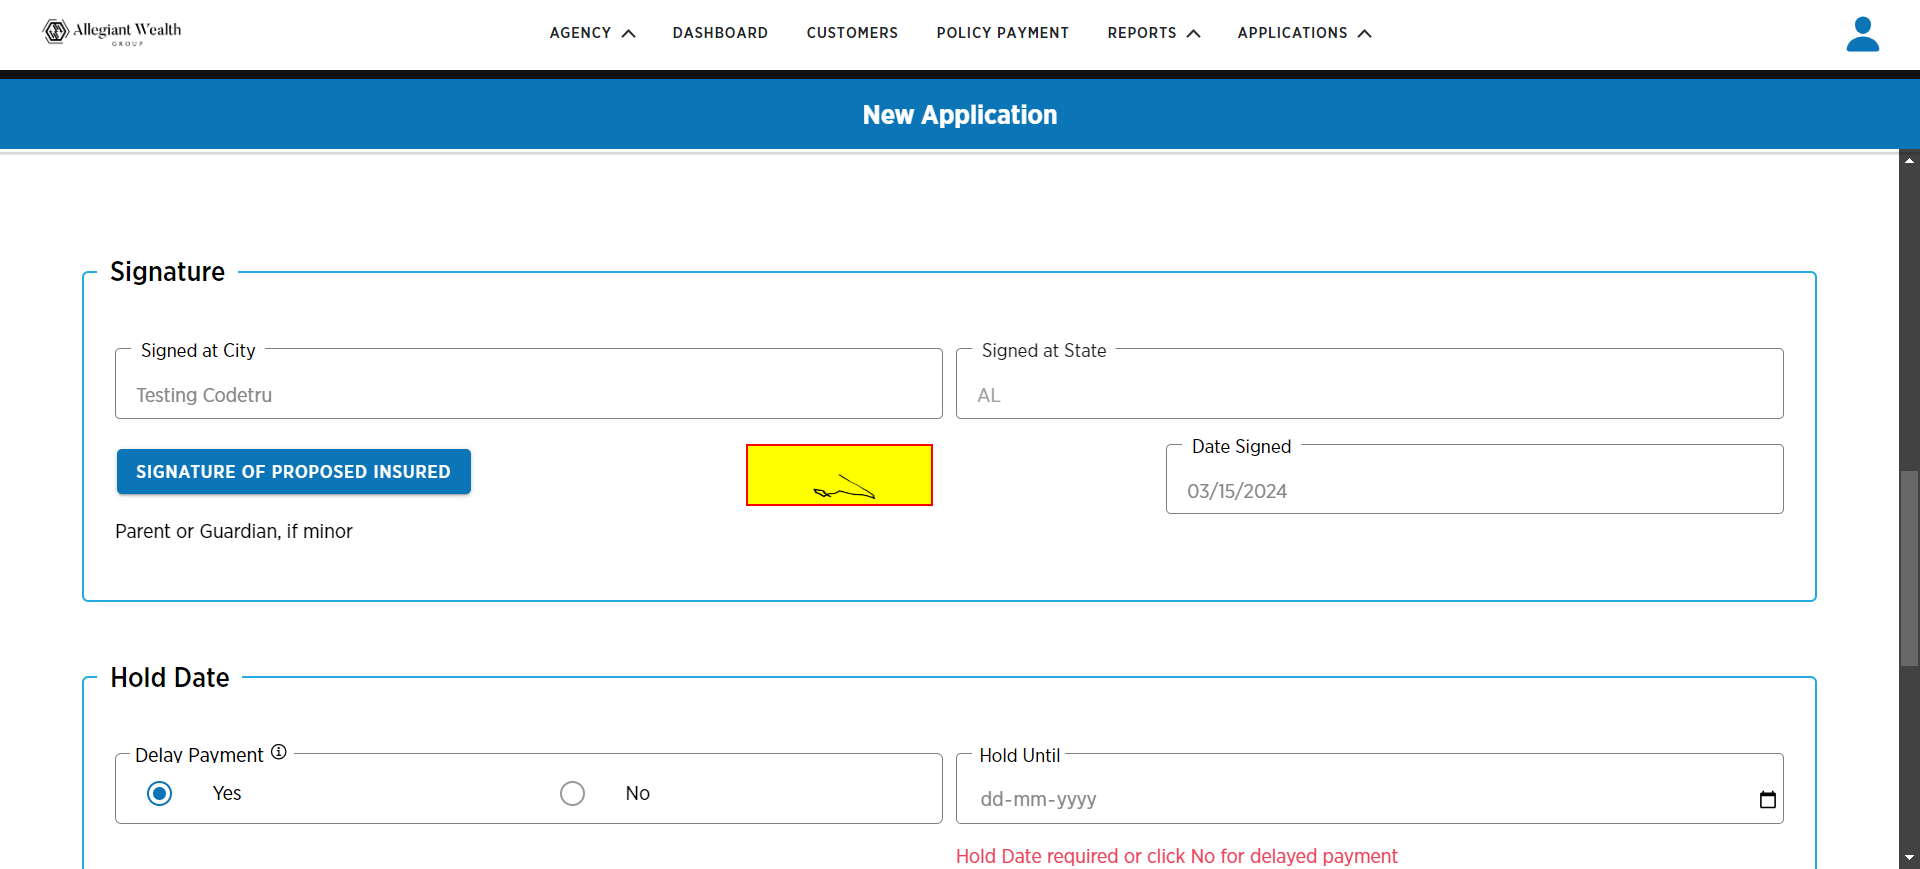 Allegiant Wealth
GROUP
AGENCY DASHBOARD CUSTOMERS POLICY PAYMENT REPORTS APPLICATIONS
New Application
Signature
Signed at City
Testing Codetru
Signed at State
AL
SIGNATURE OF PROPOSED INSURED
Date Signed
03/15/2024
Parent or Guardian, if minor
Hold Date
Delay Payment
Yes No
Hold Until
dd-mm-yyyy
Hold Date required or click No for delayed payment